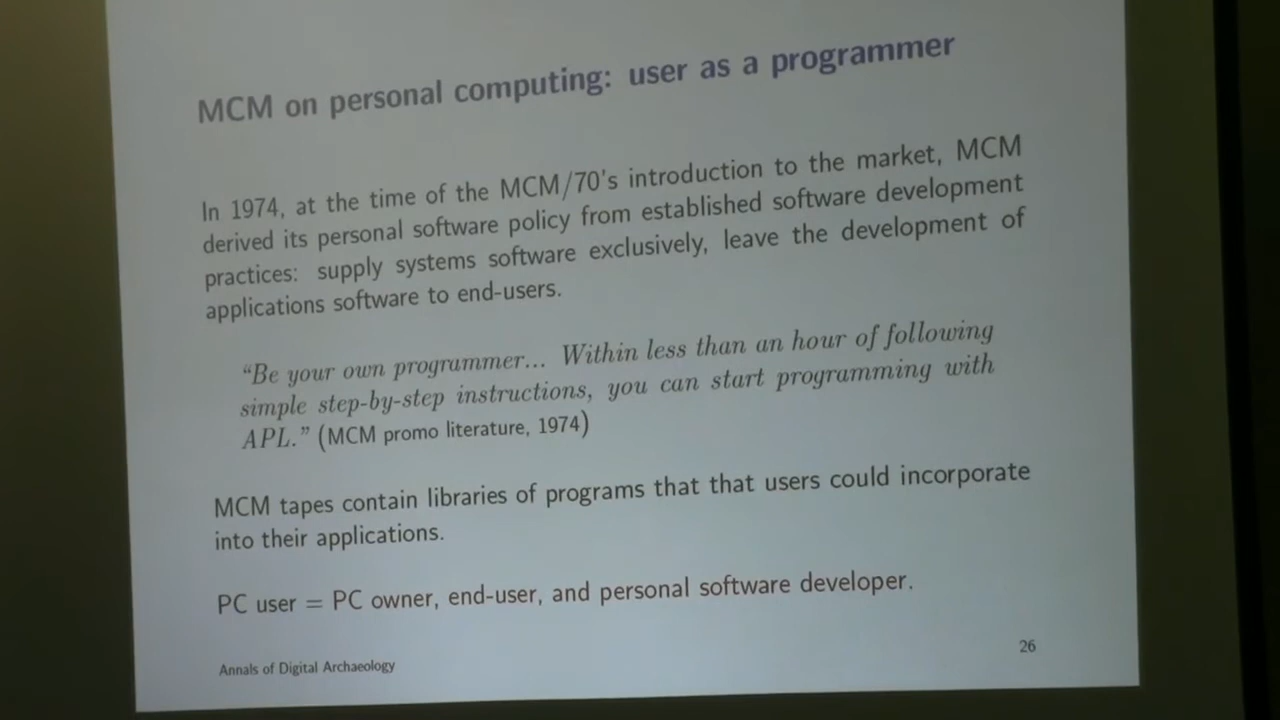 MCM on personal computing: user as a programmer
In 1974, at the time of the MCM/70's introduction to the market, MCM
derived its personal software policy from established software development
practices: supply systems software exclusively, leave the development of
applications software to end-users.
“Be your own programmer... Within less than an hour of following
simple step-by-step instructions, you can start programming with
APL.” (MCM promo literature, 1974)
MCM tapes contain libraries of programs that that users could incorporate
into their applications.
PC user = PC owner, end-user, and personal software developer.
Annals of Digital Archaeology
26